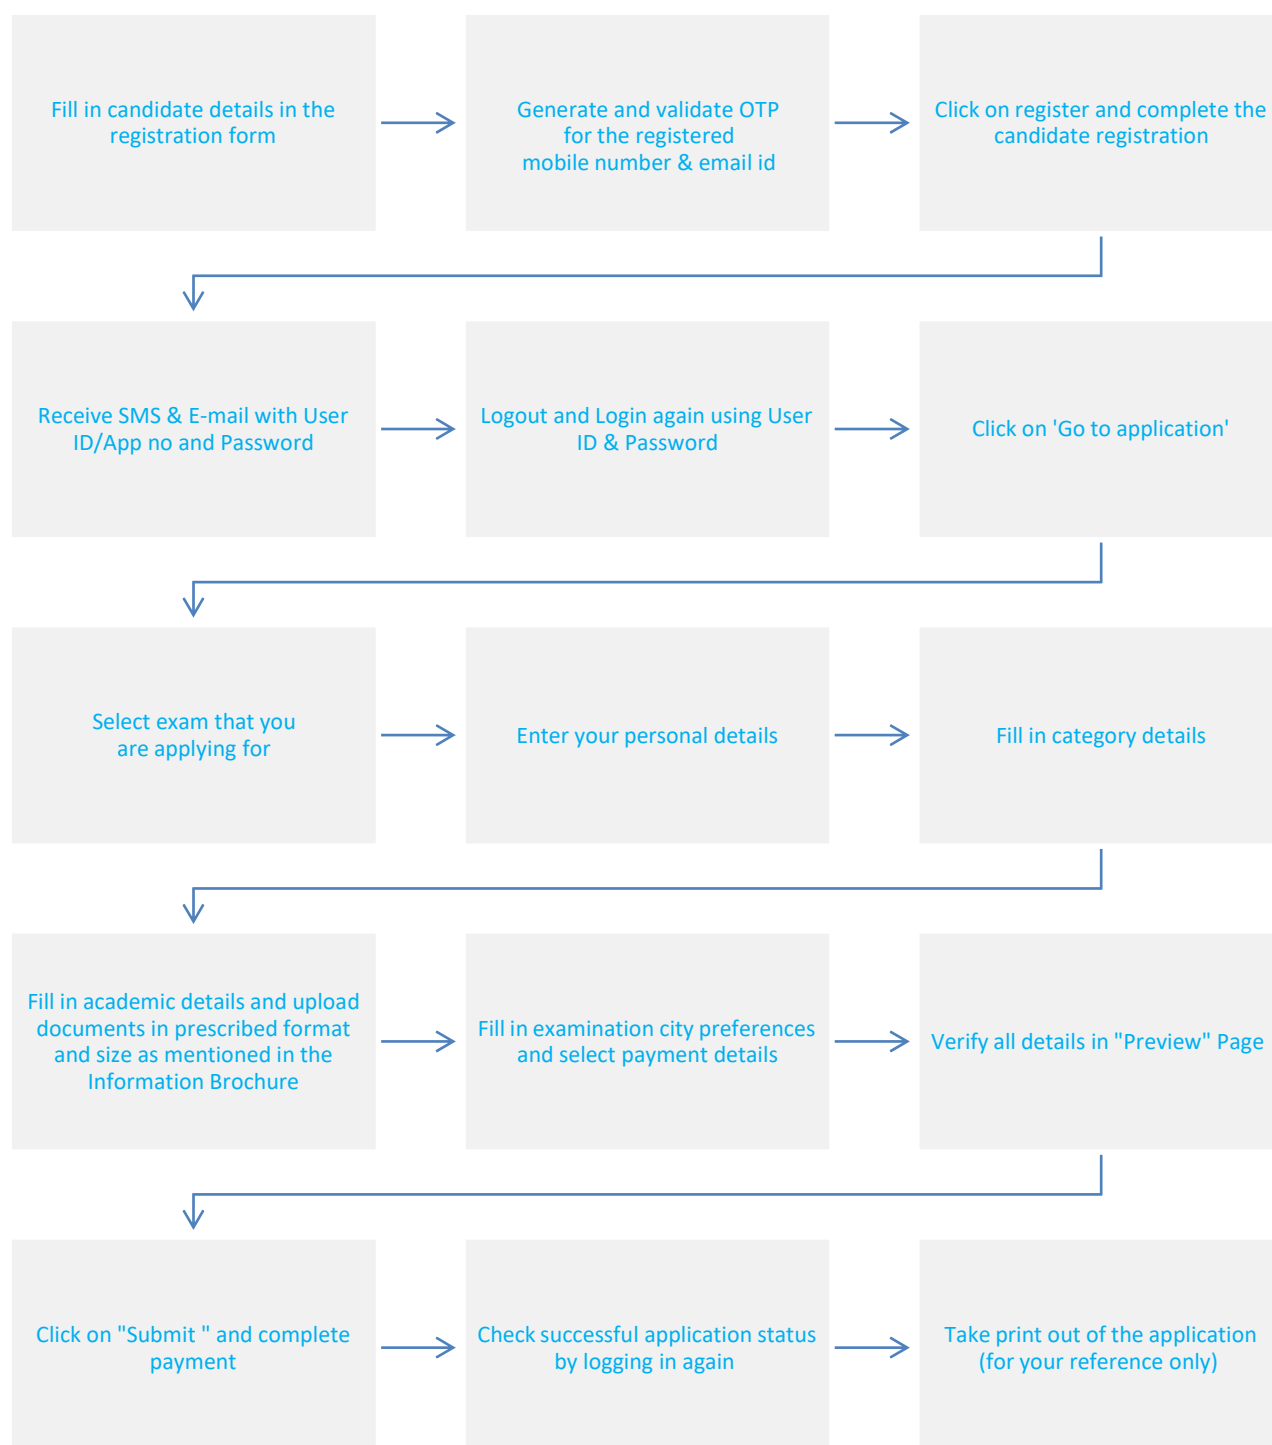 Fill in candidate details in the
registration form
Generate and validate OTP
for the registered
mobile number & email id
Click on register and complete the
candidate registration
Receive SMS & E-mail with User
ID/App no and Password
Logout and Login again using User
ID & Password
Click on 'Go to application'
Select exam that you
are applying for
Enter your personal details
Fill in category details
Fill in academic details and upload
documents in prescribed format
and size as mentioned in the
Information Brochure
Fill in examination city preferences
and select payment details
Verify all details in "Preview" Page
Click on "Submit " and complete
payment
Check successful application status
by logging in again
Take print out of the application
(for your reference only)